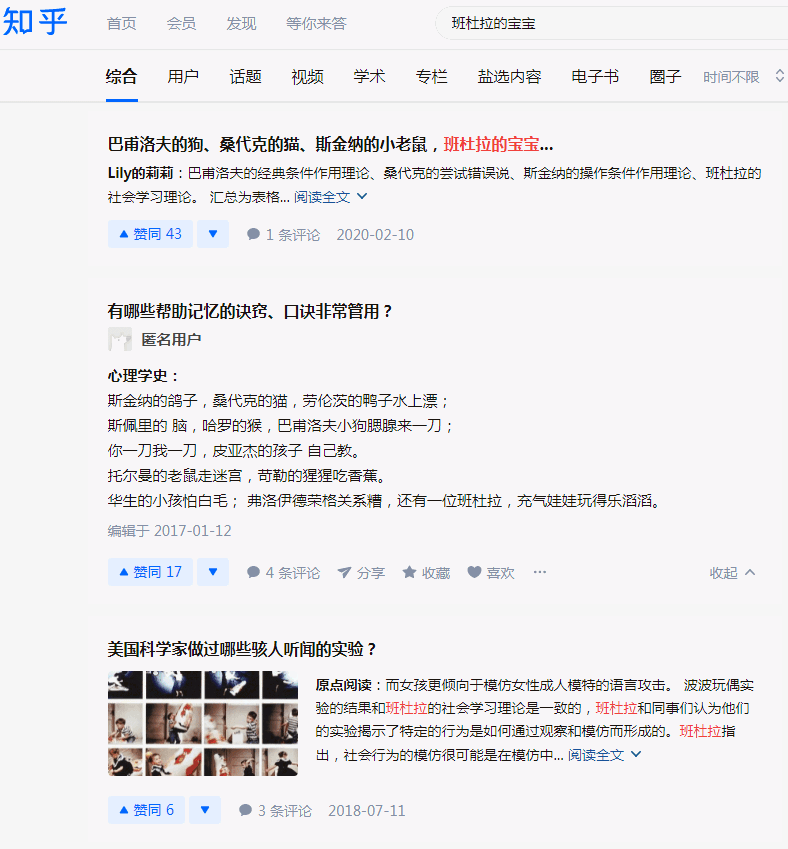 知乎 首页 会员 发现 等你来答 班杜拉的宝宝
综合 用户 话题 视频 学术 专栏 盐选内容 电子书 圈子 时间不限
巴甫洛夫的狗、桑代克的猫、斯金纳的小老鼠，班杜拉的宝宝...
Lily的莉莉：巴甫洛夫的经典条件作用理论、桑代克的尝试错误说、斯金纳的操作条件作用理论、班杜拉的
社会学习理论。 汇总为表格... 阅读全文
赞同 43 1 条评论 2020-02-10
有哪些帮助记忆的诀窍、口诀非常管用？
匿名用户
心理学史：
斯金纳的鸽子，桑代克的猫，劳伦茨的鸭子水上漂；
斯佩里的 脑，哈罗的猴，巴甫洛夫小狗腮腺来一刀；
你一刀我一刀，皮亚杰的孩子 自己教。
托尔曼的老鼠走迷宫，苛勒的猩猩吃香蕉。
华生的小孩怕白毛； 弗洛伊德荣格关系糟，还有一位班杜拉，充气娃娃玩得乐滔滔。
编辑于 2017-01-12
赞同 17 4 条评论 分享 收藏 喜欢 ··· 收起
美国科学家做过哪些骇人听闻的实验？
原点阅读：而女孩更倾向于模仿女性成人模特的语言攻击。 波波玩偶实
验的结果和班杜拉的社会学习理论是一致的，班杜拉和同事们认为他们
的实验揭示了特定的行为是如何通过观察和模仿而形成的。班杜拉指
出，社会行为的模仿很可能是在模仿中... 阅读全文
赞同 6 3 条评论 2018-07-11